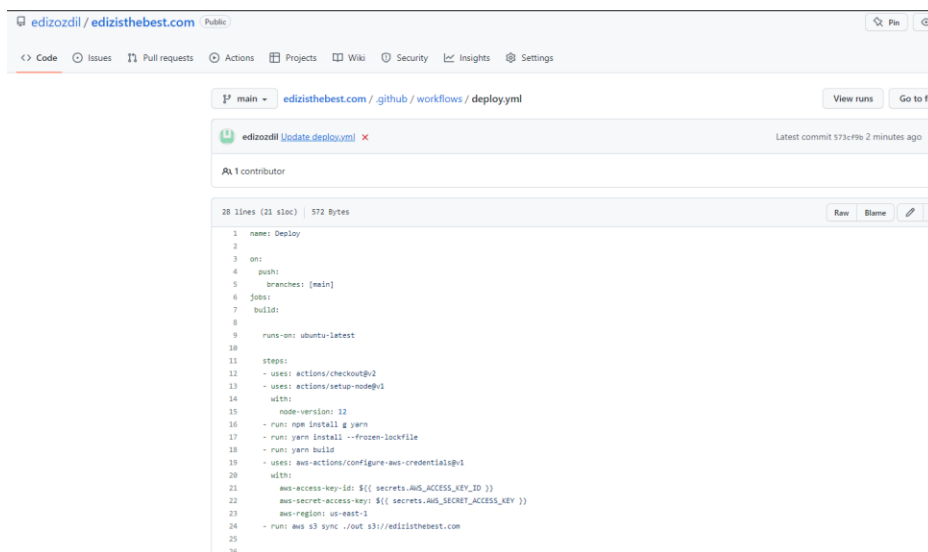 edizozdil / edizisthebest.com Public
Pin
<> Code Issues Pull requests Actions Projects Wiki Security Insights Settings
main edizisthebest.com / .github / workflows / deploy.yml
View runs Go to f
edizozdil Update deploy.yml
Latest commit 573cf9b 2 minutes ago
1 contributor
28 lines (21 sloc) 572 Bytes
Raw Blame
1 name: Deploy
2
3 on:
4 push:
5 branches: [main]
6 jobs:
7 build:
8
9 runs-on: ubuntu-latest
10
11 steps:
12 - uses: actions/checkout@v2
13 - uses: actions/setup-node@v1
14 with:
15 node-version: 12
16 - run: npm install g yarn
17 - run: yarn install --frozen-lockfile
18 - run: yarn build
19 - uses: aws-actions/configure-aws-credentials@v1
20 with:
21 aws-access-key-id: ${{ secrets.AWS_ACCESS_KEY_ID }}
22 aws-secret-access-key: ${{ secrets.AWS_SECRET_ACCESS_KEY }}
23 aws-region: us-east-1
24 - run: aws s3 sync ./out s3://edizisthebest.com
25
26